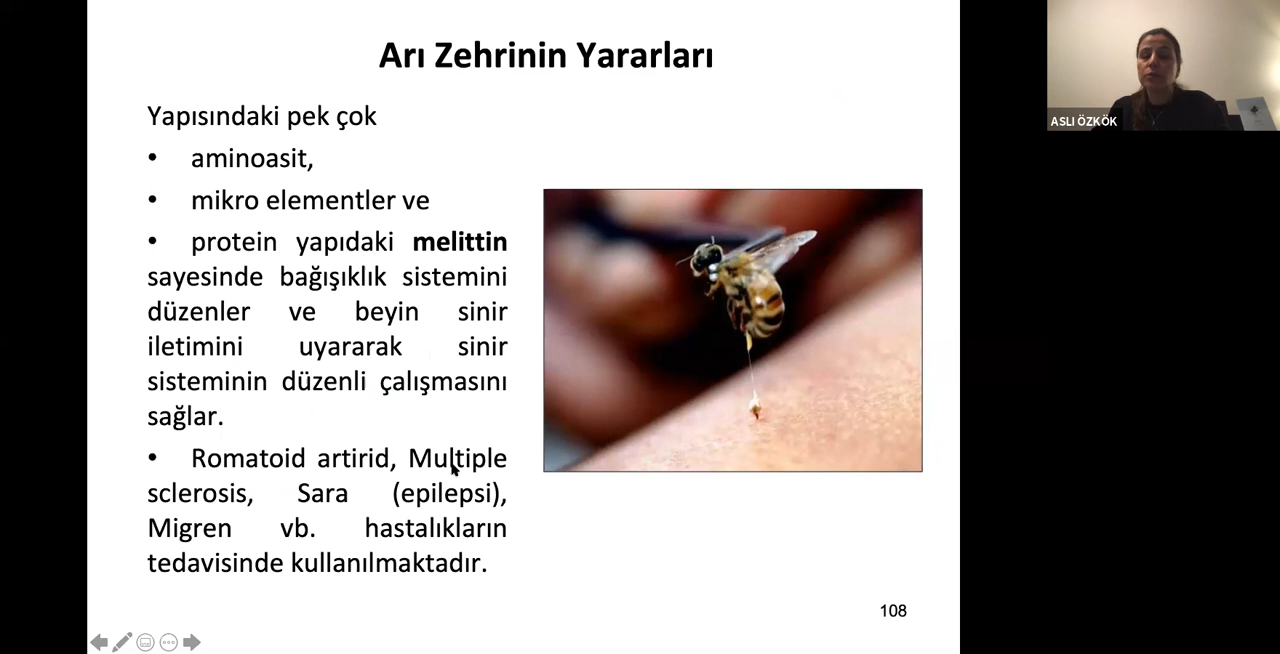 Arı Zehrinin Yararları
Yapısındaki pek çok
• aminoasit,
• mikro elementler ve
• protein yapıdaki melittin
sayesinde bağışıklık sistemini
düzenler ve beyin sinir
iletimini uyararak sinir
sisteminin düzenli çalışmasını
sağlar.
• Romatoid artirid, Multiple
sclerosis, Sara (epilepsi),
Migren vb. hastalıkların
tedavisinde kullanılmaktadır.
108
ASLI ÖZKÖK